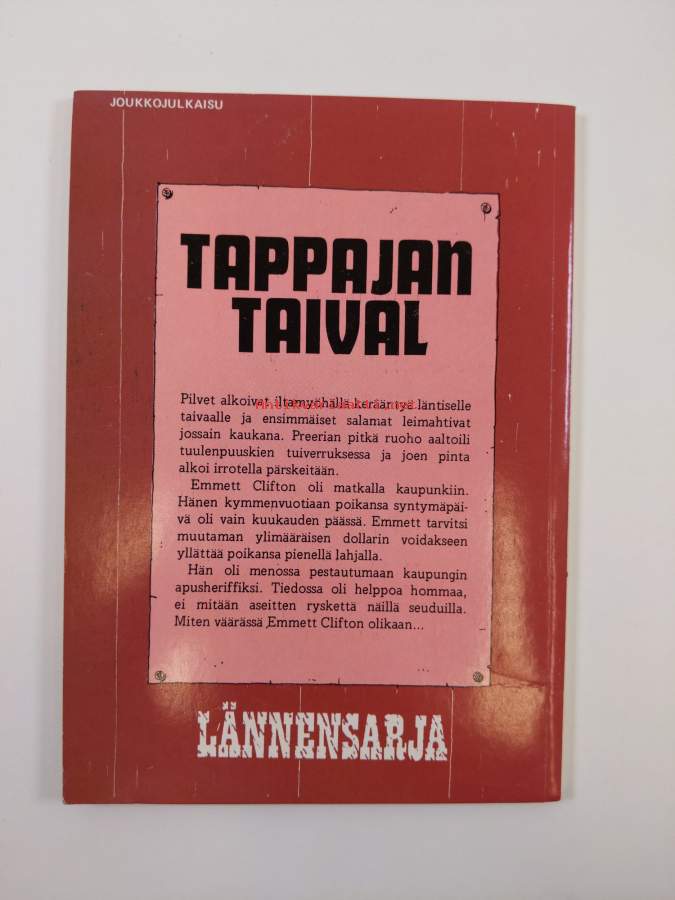 JOUKKOJULKAISU
TAPPAJAN
TAIVAL
Pilvet alkoivat iltamyöhällä kerääntyä läntiselle
taivaalle ja ensimmäiset salamat leimahtivat
jossain kaukana. Preerian pitkä ruoho aaltoili
tuulenpuuskien tuiverruksessa ja joen pinta
alkoi irrotella pärskeitään.
Emmett Clifton oli matkalla kaupunkiin.
Hänen kymmenvuotiaan poikansa syntymäpäi-
vä oli vain kuukauden päässä. Emmett tarvitsi
muutaman ylimääräisen dollarin voidakseen
yllättää poikansa pienellä lahjalla.
Hän oli menossa pestautumaan kaupungin
apusheriffiksi. Tiedossa oli helppoa hommaa,
ei mitään aseitten ryskettä näillä seuduilla.
Miten väärässä ,Emmett Clifton olikaan...
LÄNNENSARJA